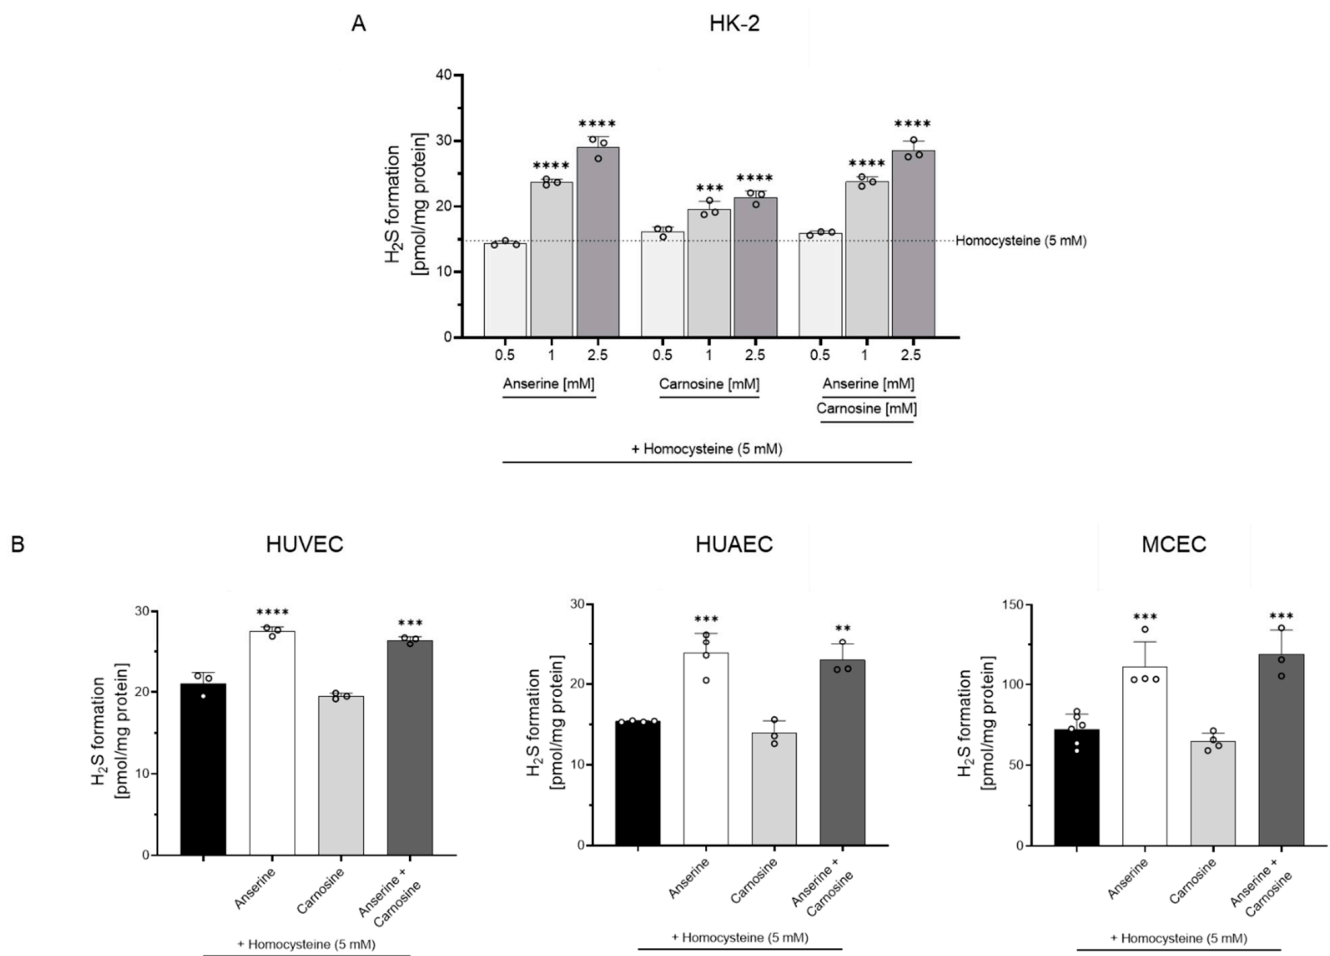 A
HK-2
H₂S formation
[pmol/mg protein]
40
30
20
10
0
****
****
***
****
****
****
Homocysteine (5 mM)
0.5 1 2.5 0.5 1 2.5 0.5 1 2.5
Anserine [mM] Carnosine [mM] Anserine [mM]
Carnosine [mM]
+ Homocysteine (5 mM)
B
HUVEC
H₂S formation
[pmol/mg protein]
30
20
10
0
****
***
Anserine
Carnosine
Anserine +
Carnosine
+ Homocysteine (5 mM)
HUAEC
H₂S formation
[pmol/mg protein]
30
20
10
0
***
**
Anserine
Carnosine
Anserine +
Carnosine
+ Homocysteine (5 mM)
MCEC
H₂S formation
[pmol/mg protein]
150
100
50
0
***
***
Anserine
Carnosine
Anserine +
Carnosine
+ Homocysteine (5 mM)